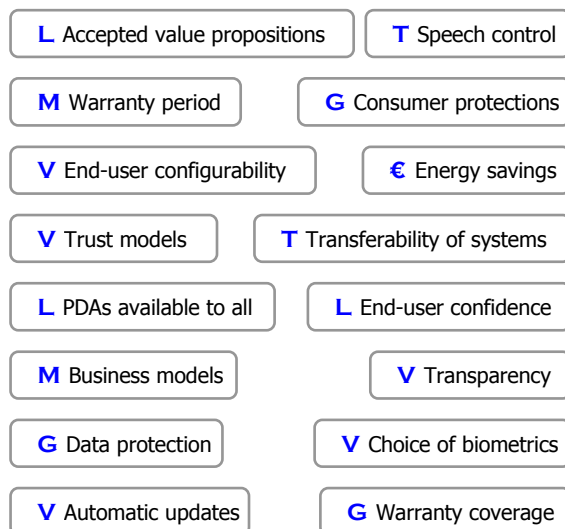 L Accepted value propositions
T Speech control
M Warranty period
G Consumer protections
V End-user configurability
€ Energy savings
V Trust models
T Transferability of systems
L PDAs available to all
L End-user confidence
M Business models
V Transparency
G Data protection
V Choice of biometrics
V Automatic updates
G Warranty coverage